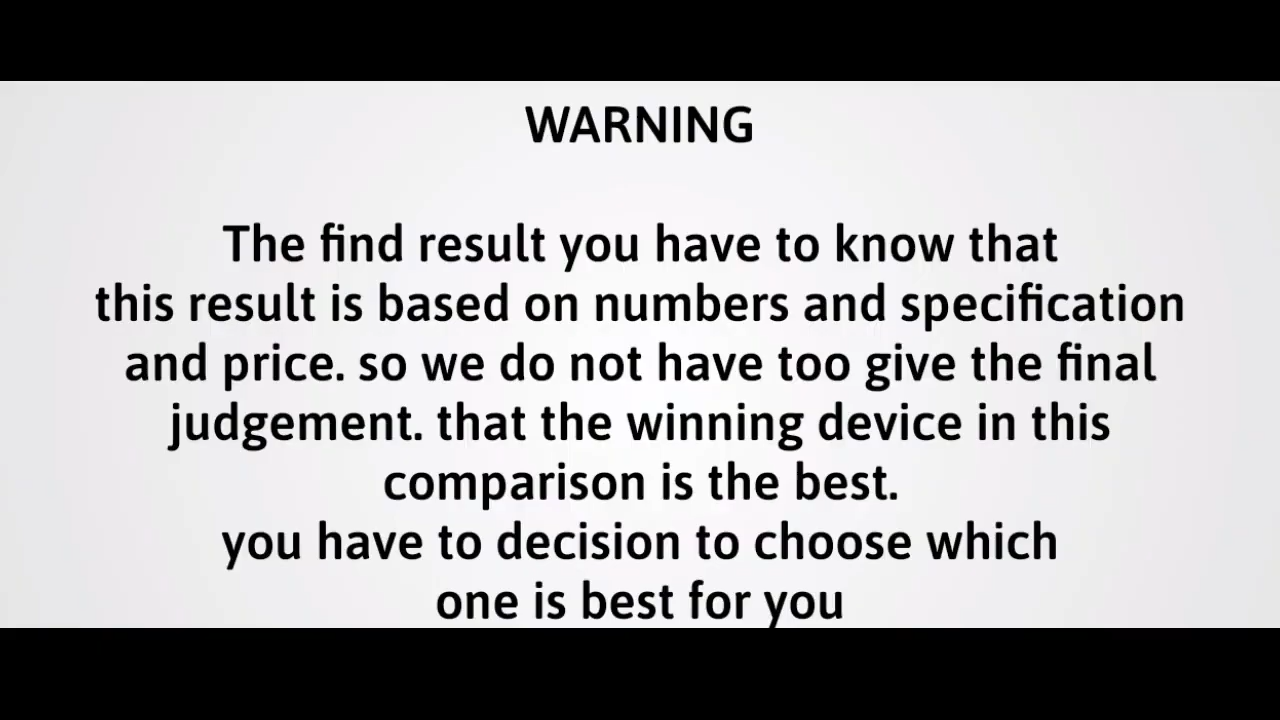 WARNING
The find result you have to know that
this result is based on numbers and specification
and price. so we do not have too give the final
judgement. that the winning device in this
comparison is the best.
you have to decision to choose which
one is best for you